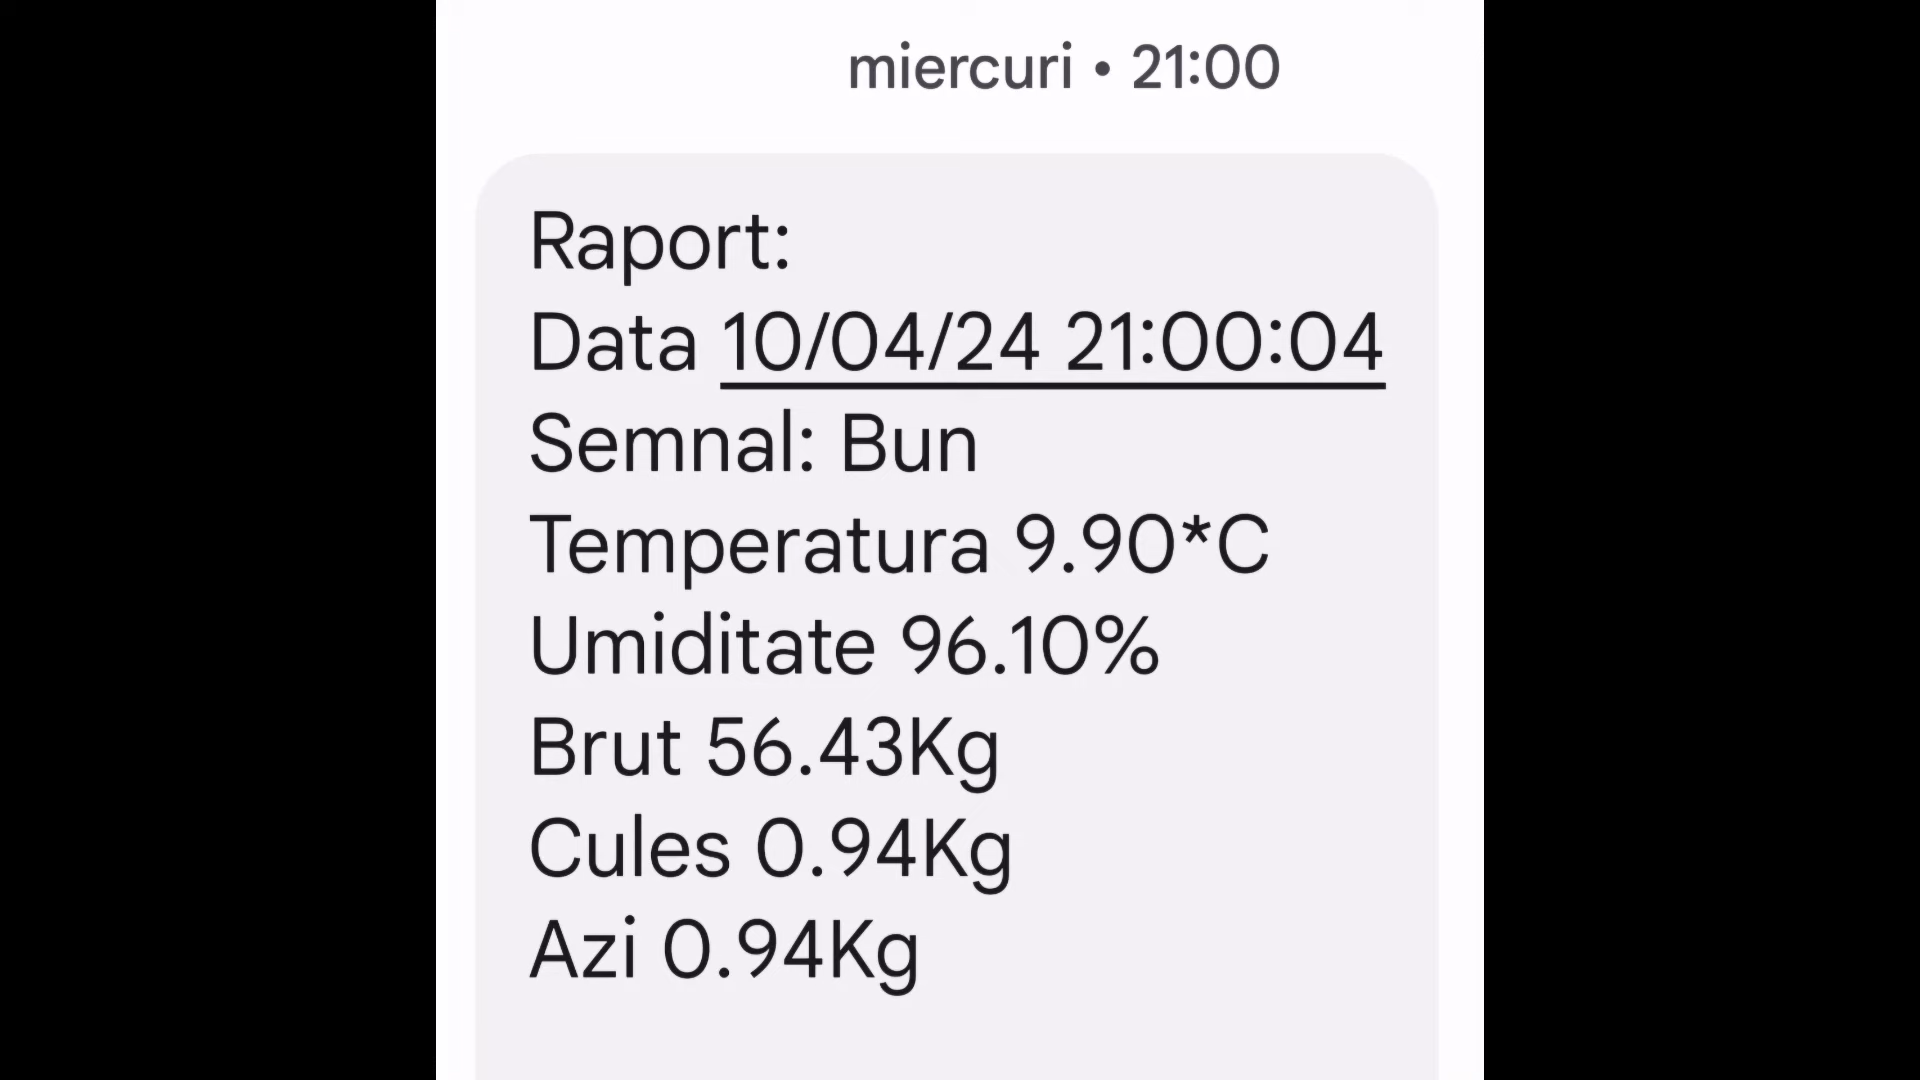 miercuri • 21:00
Raport:
Data 10/04/24 21:00:04
Semnal: Bun
Temperatura 9.90*C
Umiditate 96.10%
Brut 56.43Kg
Cules 0.94Kg
Azi 0.94Kg